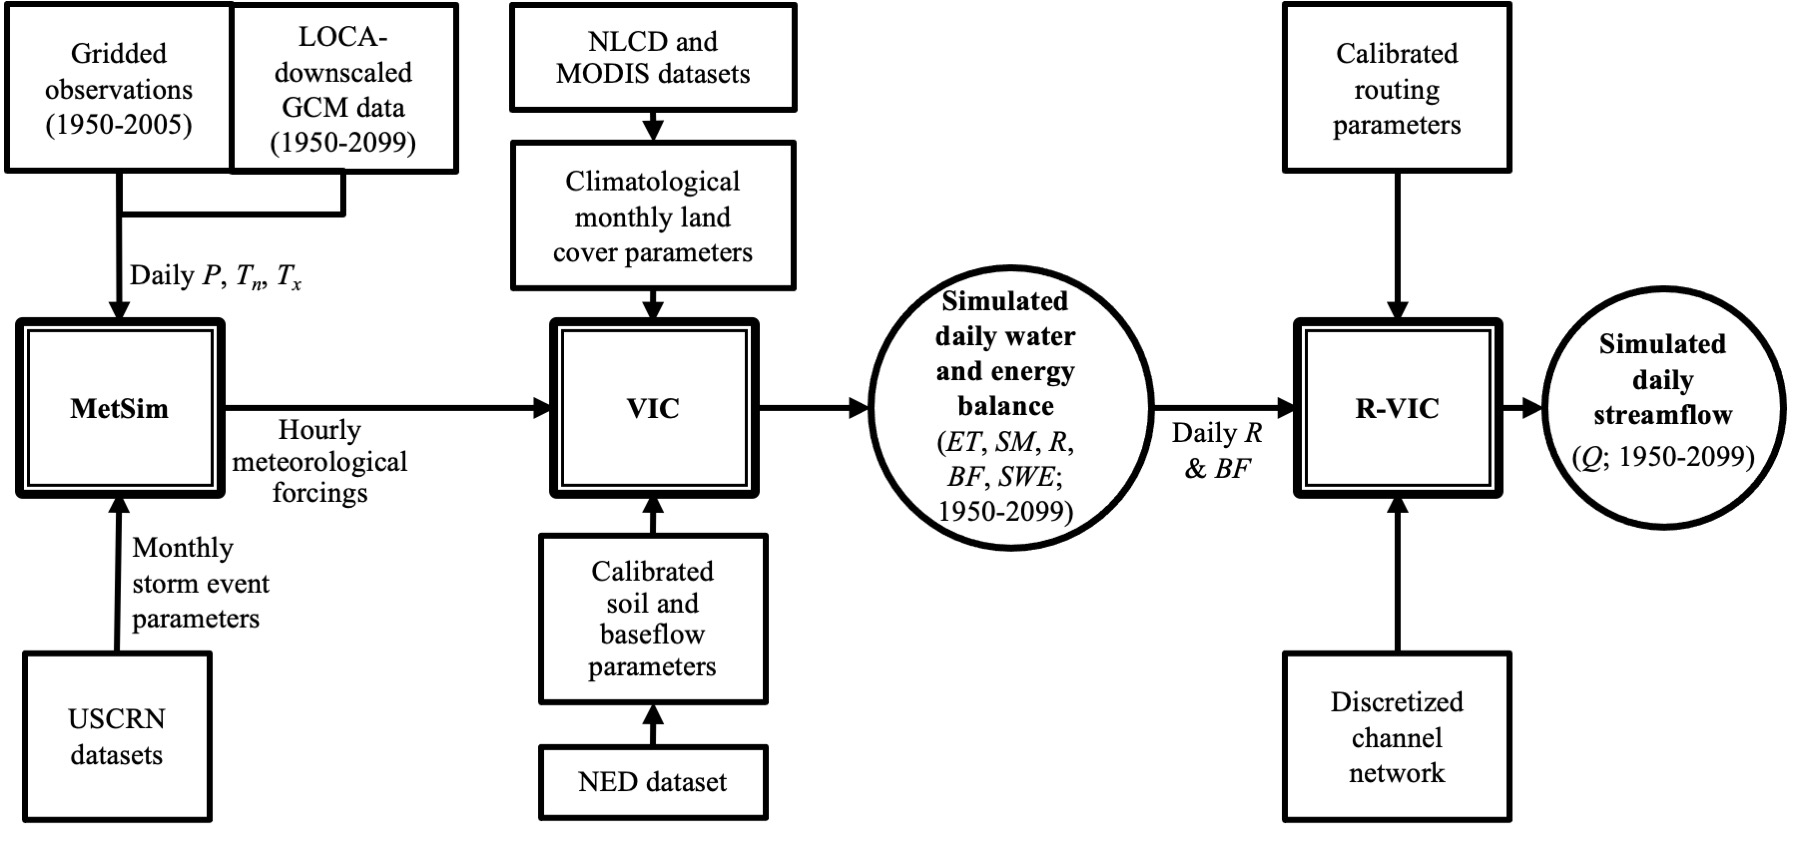 Gridded
observations
(1950-2005)
LOCA-
downscaled
GCM data
(1950-2099)
Daily P, Tn, Tx
MetSim
Hourly
meteorological
forcings
Monthly
storm event
parameters
USCRN
datasets
NLCD and
MODIS datasets
Climatological
monthly land
cover parameters
VIC
Calibrated
soil and
baseflow
parameters
NED dataset
Simulated
daily water
and energy
balance
(ET, SM, R,
BF, SWE;
1950-2099)
Daily R
& BF
Calibrated
routing
parameters
R-VIC
Discretized
channel
network
Simulated
daily
streamflow
(Q; 1950-2099)